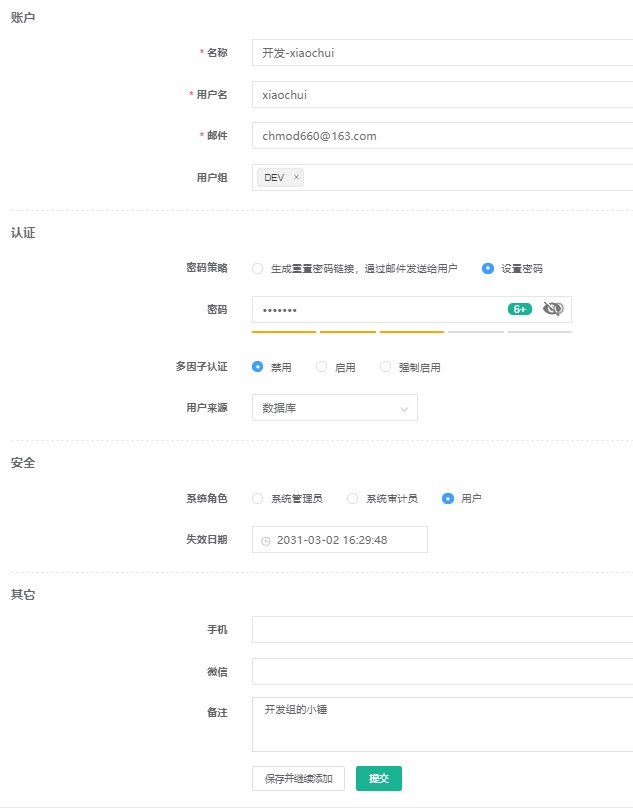 账户
* 名称 开发-xiaochui
* 用户名 xiaochui
* 邮件 chmod660@163.com
用户组 DEV ×
认证
密码策略 生成重置密码链接，通过邮件发送给用户 设置密码
密码 ••••••• 6+
多因子认证 禁用 启用 强制启用
用户来源 数据库
安全
系统角色 系统管理员 系统审计员 用户
失效日期 2031-03-02 16:29:48
其它
手机
微信
备注 开发组的小锤
保存并继续添加 提交